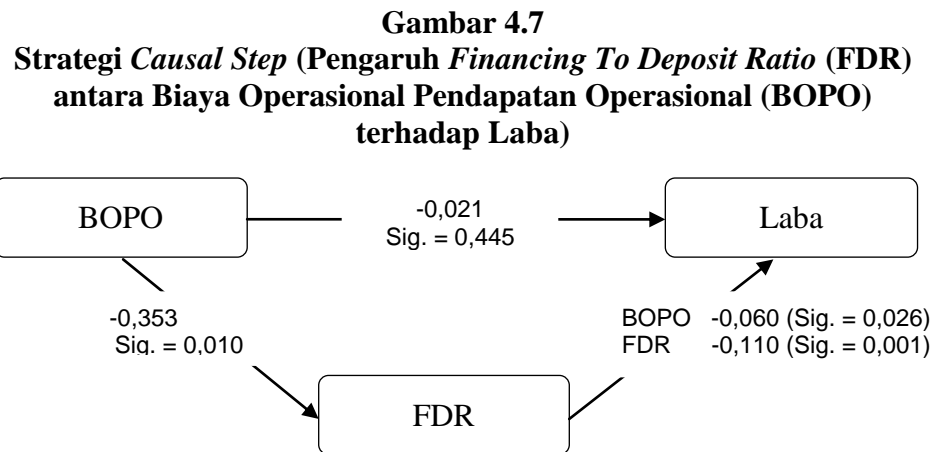 Gambar 4.7
Strategi Causal Step (Pengaruh Financing To Deposit Ratio (FDR)
antara Biaya Operasional Pendapatan Operasional (BOPO)
terhadap Laba)
BOPO
-0,021
Sig. = 0,445
Laba
-0,353
Sig. = 0,010
BOPO -0,060 (Sig. = 0,026)
FDR -0,110 (Sig. = 0,001)
FDR